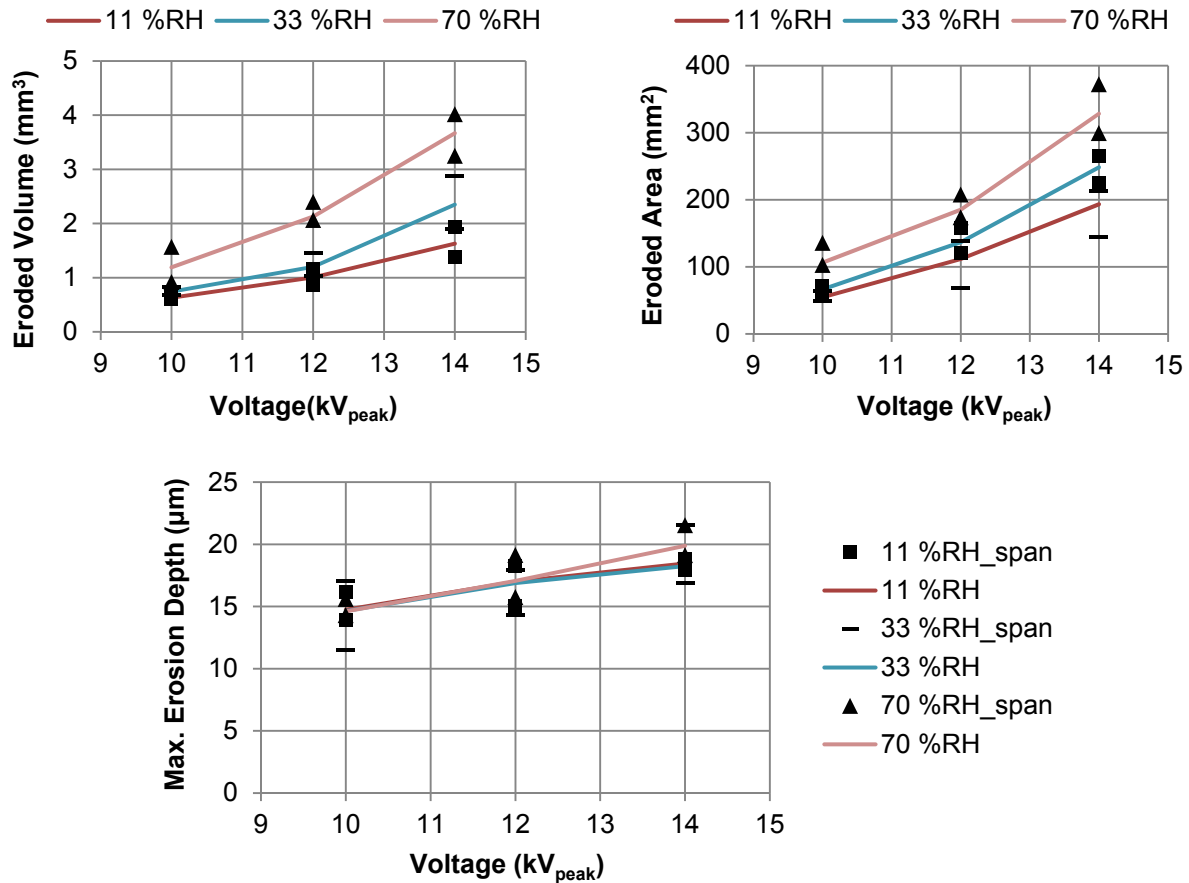 11 %RH 33 %RH 70 %RH
Eroded Volume (mm³)
5
4
3
2
1
0
9 10 11 12 13 14 15
Voltage(kVpeak)
11 %RH 33 %RH 70 %RH
Eroded Area (mm²)
400
300
200
100
0
9 10 11 12 13 14 15
Voltage (kVpeak)
Max. Erosion Depth (µm)
25
20
15
10
5
0
9 10 11 12 13 14 15
Voltage (kVpeak)
11 %RH_span
11 %RH
33 %RH_span
33 %RH
70 %RH_span
70 %RH